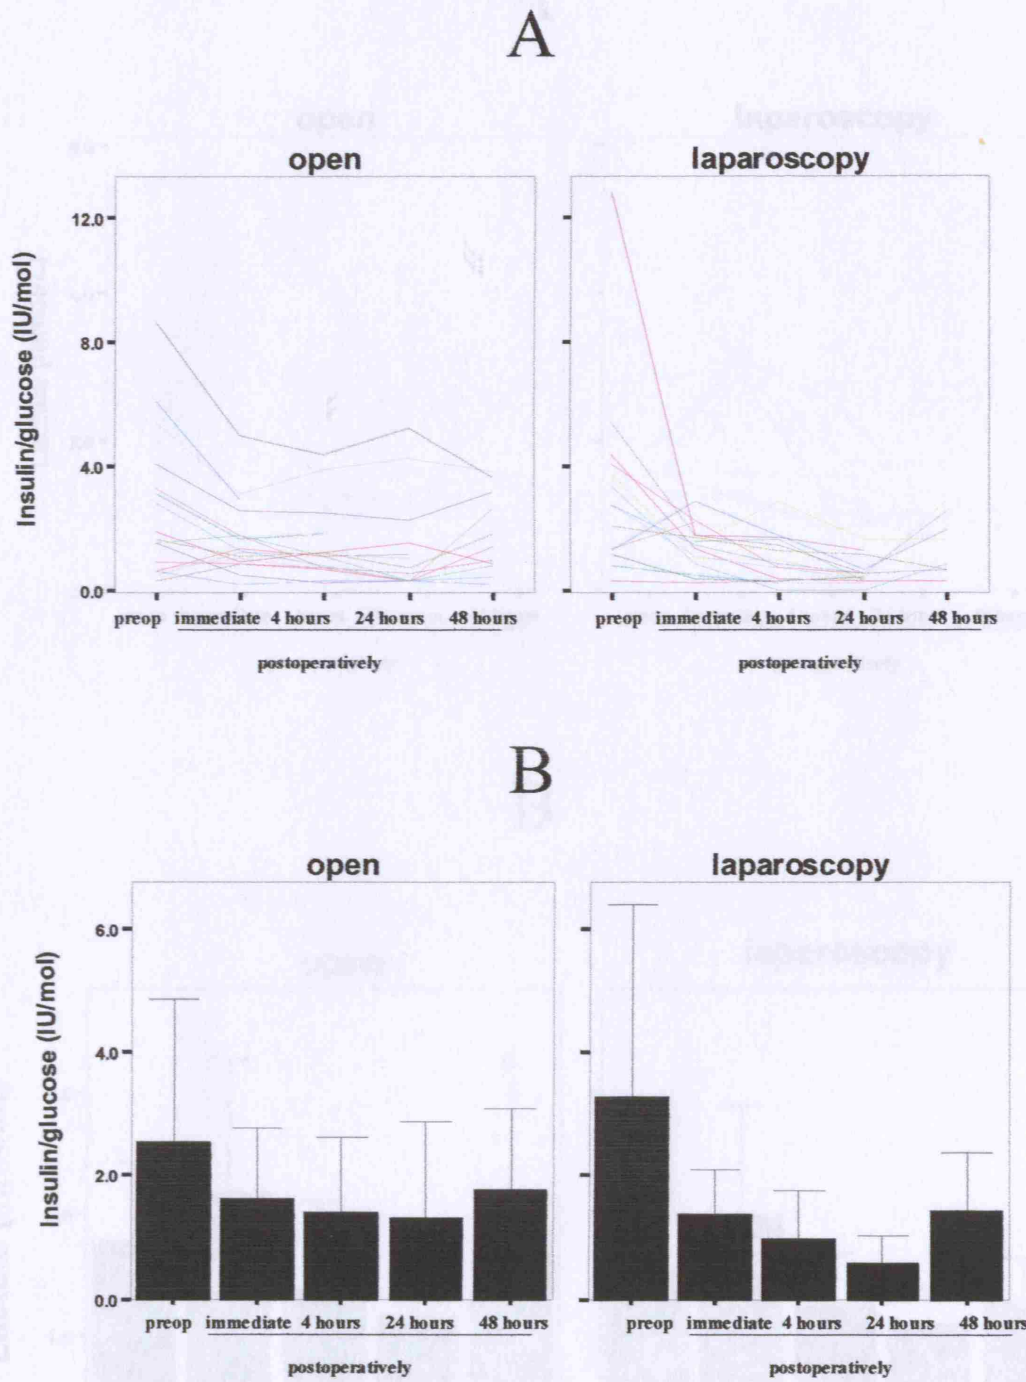 A
open laparoscopy
Insulin/glucose (IU/mol)
12.0
8.0
4.0
0.0
preop immediate 4 hours 24 hours 48 hours preop immediate 4 hours 24 hours 48 hours
postoperatively postoperatively
B
open laparoscopy
Insulin/glucose (IU/mol)
6.0
4.0
2.0
0.0
preop immediate 4 hours 24 hours 48 hours preop immediate 4 hours 24 hours 48 hours
postoperatively postoperatively